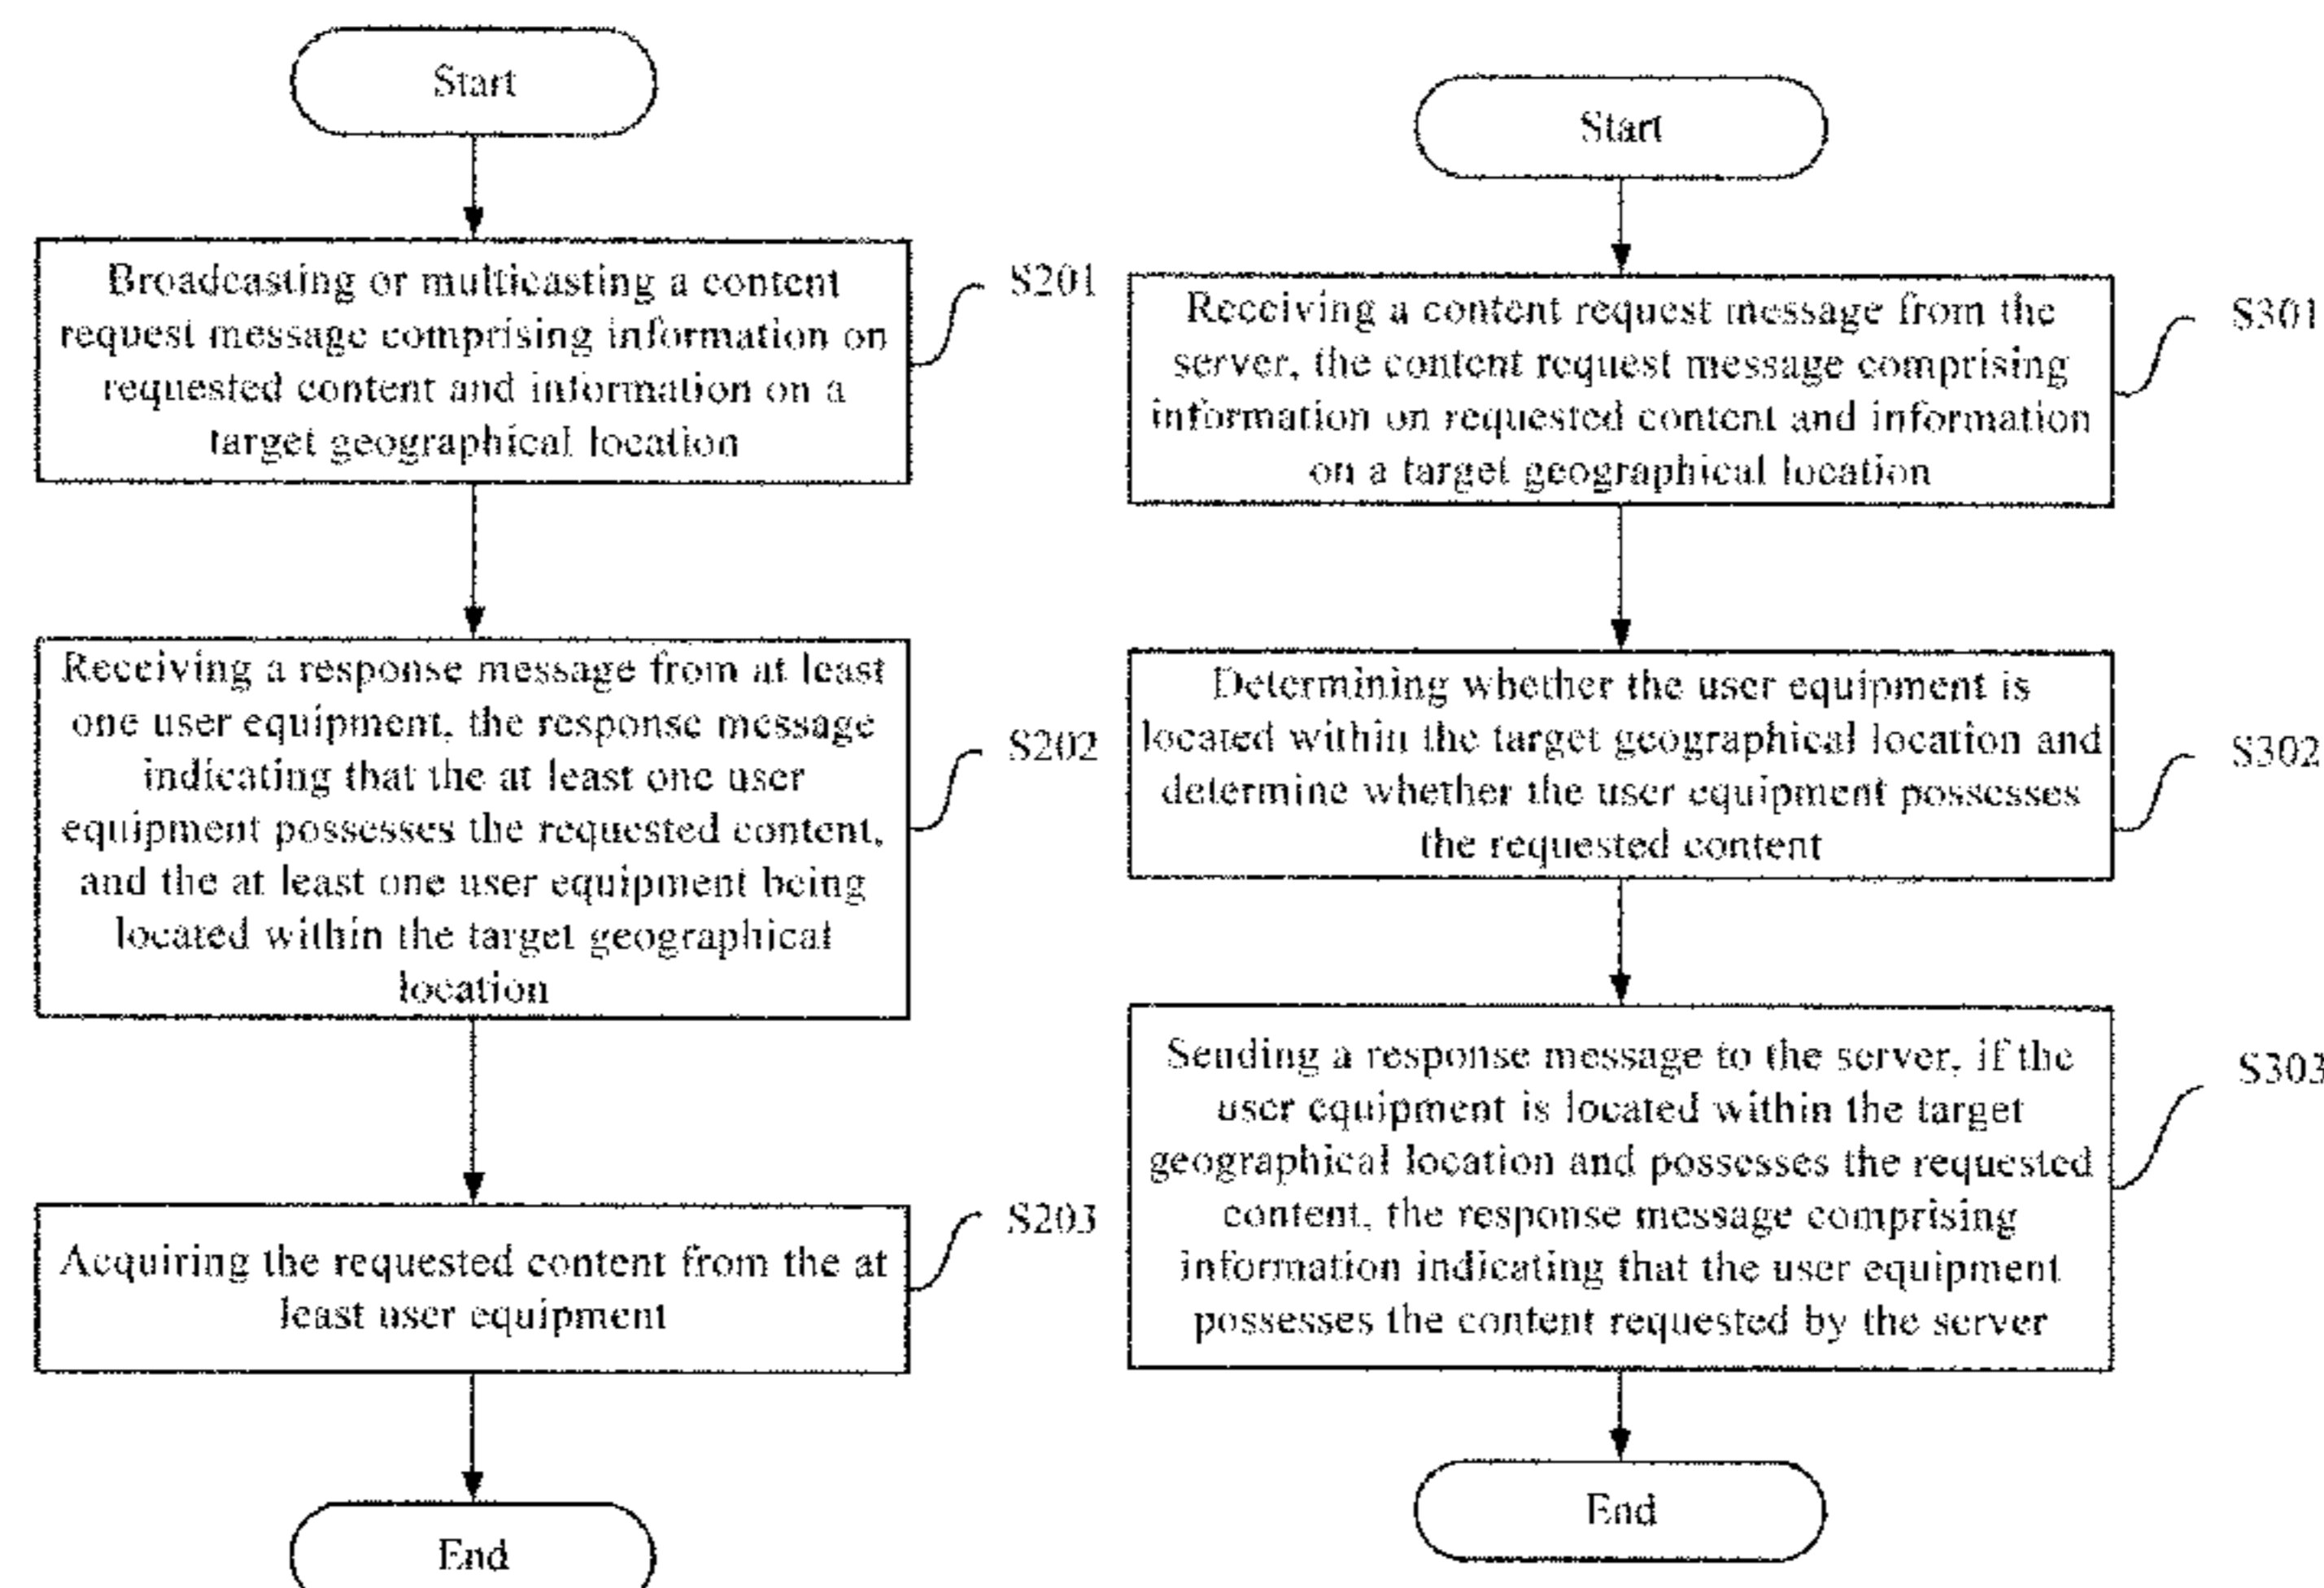 Start
Broadcasting or multicasting a content
request message comprising information on
requested content and information on a
target geographical location
S201
Receiving a response message from at least
one user equipment, the response message
indicating that the at least one user
equipment possesses the requested content,
and the at least one user equipment being
located within the target geographical
location
S202
Acquiring the requested content from the at
least user equipment
S203
End
Start
Receiving a content request message from the
server, the content request message comprising
information on requested content and information
on a target geographical location
S301
Determining whether the user equipment is
located within the target geographical location and
determine whether the user equipment possesses
the requested content
S302
Sending a response message to the server, if the
user equipment is located within the target
geographical location and possesses the requested
content, the response message comprising
information indicating that the user equipment
possesses the content requested by the server
S303
End